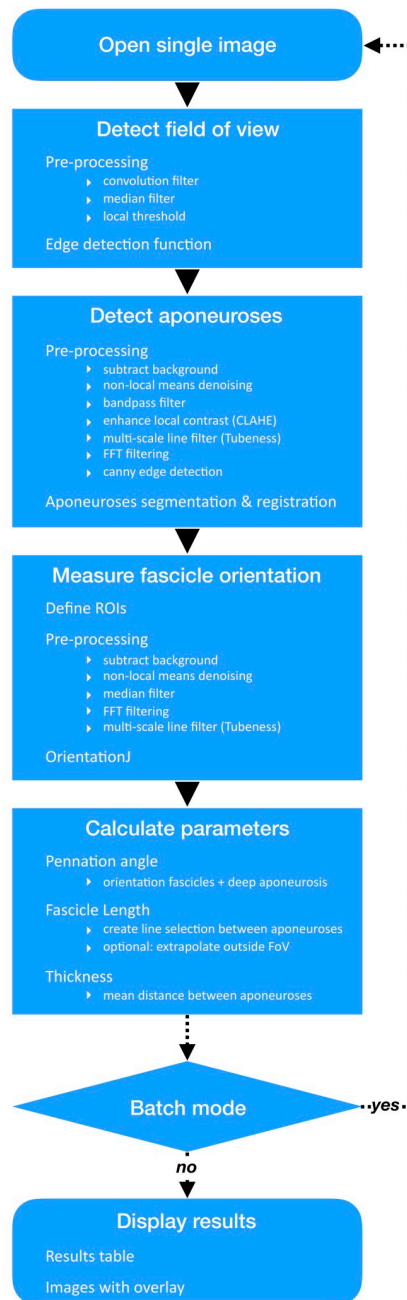 Open single image
Detect field of view
Pre-processing
convolution filter
median filter
local threshold
Edge detection function
Detect aponeuroses
Pre-processing
subtract background
non-local means denoising
bandpass filter
enhance local contrast (CLAHE)
multi-scale line filter (Tubeness)
FFT filtering
canny edge detection
Aponeuroses segmentation & registration
Measure fascicle orientation
Define ROIs
Pre-processing
subtract background
non-local means denoising
median filter
FFT filtering
multi-scale line filter (Tubeness)
OrientationJ
Calculate parameters
Pennation angle
orientation fascicles + deep aponeurosis
Fascicle Length
create line selection between aponeuroses
optional: extrapolate outside FoV
Thickness
mean distance between aponeuroses
Batch mode
yes
no
Display results
Results table
Images with overlay